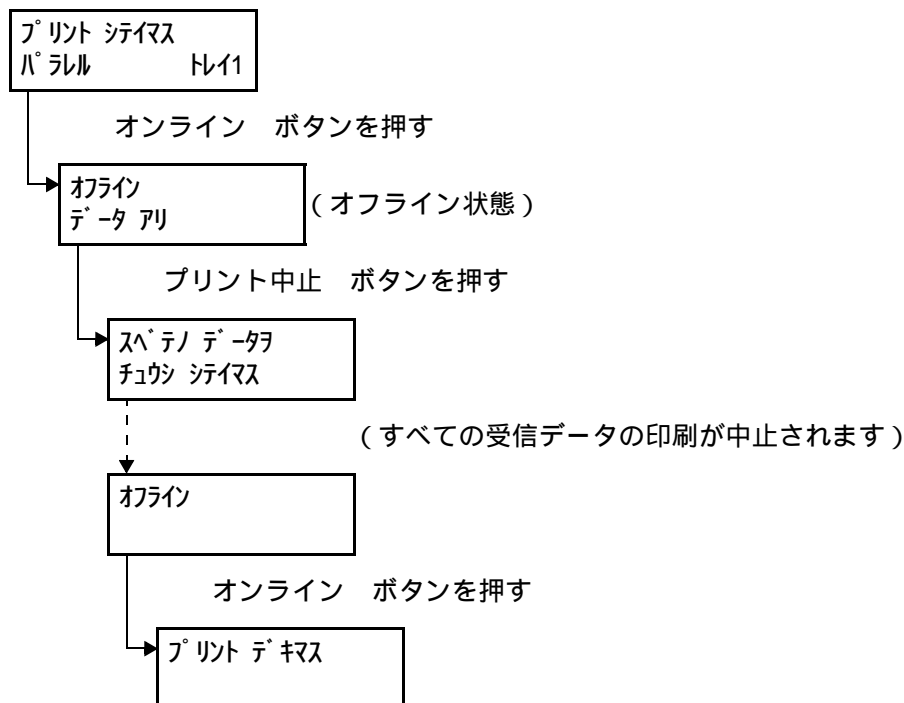 ﾌﾟﾘﾝﾄ ｼﾃｲﾏｽ
ﾊﾟﾗﾚﾙ ﾄﾚｲ1
オンライン　ボタンを押す
ｵﾌﾗｲﾝ
ﾃﾞｰﾀ ｱﾘ
（オフライン状態）
プリント中止　ボタンを押す
ｽﾍﾞﾃﾉ ﾃﾞｰﾀｦ
ﾁｭｳｼ ｼﾃｲﾏｽ
（すべての受信データの印刷が中止されます）
ｵﾌﾗｲﾝ
オンライン　ボタンを押す
ﾌﾟﾘﾝﾄ ﾃﾞｷﾏｽ